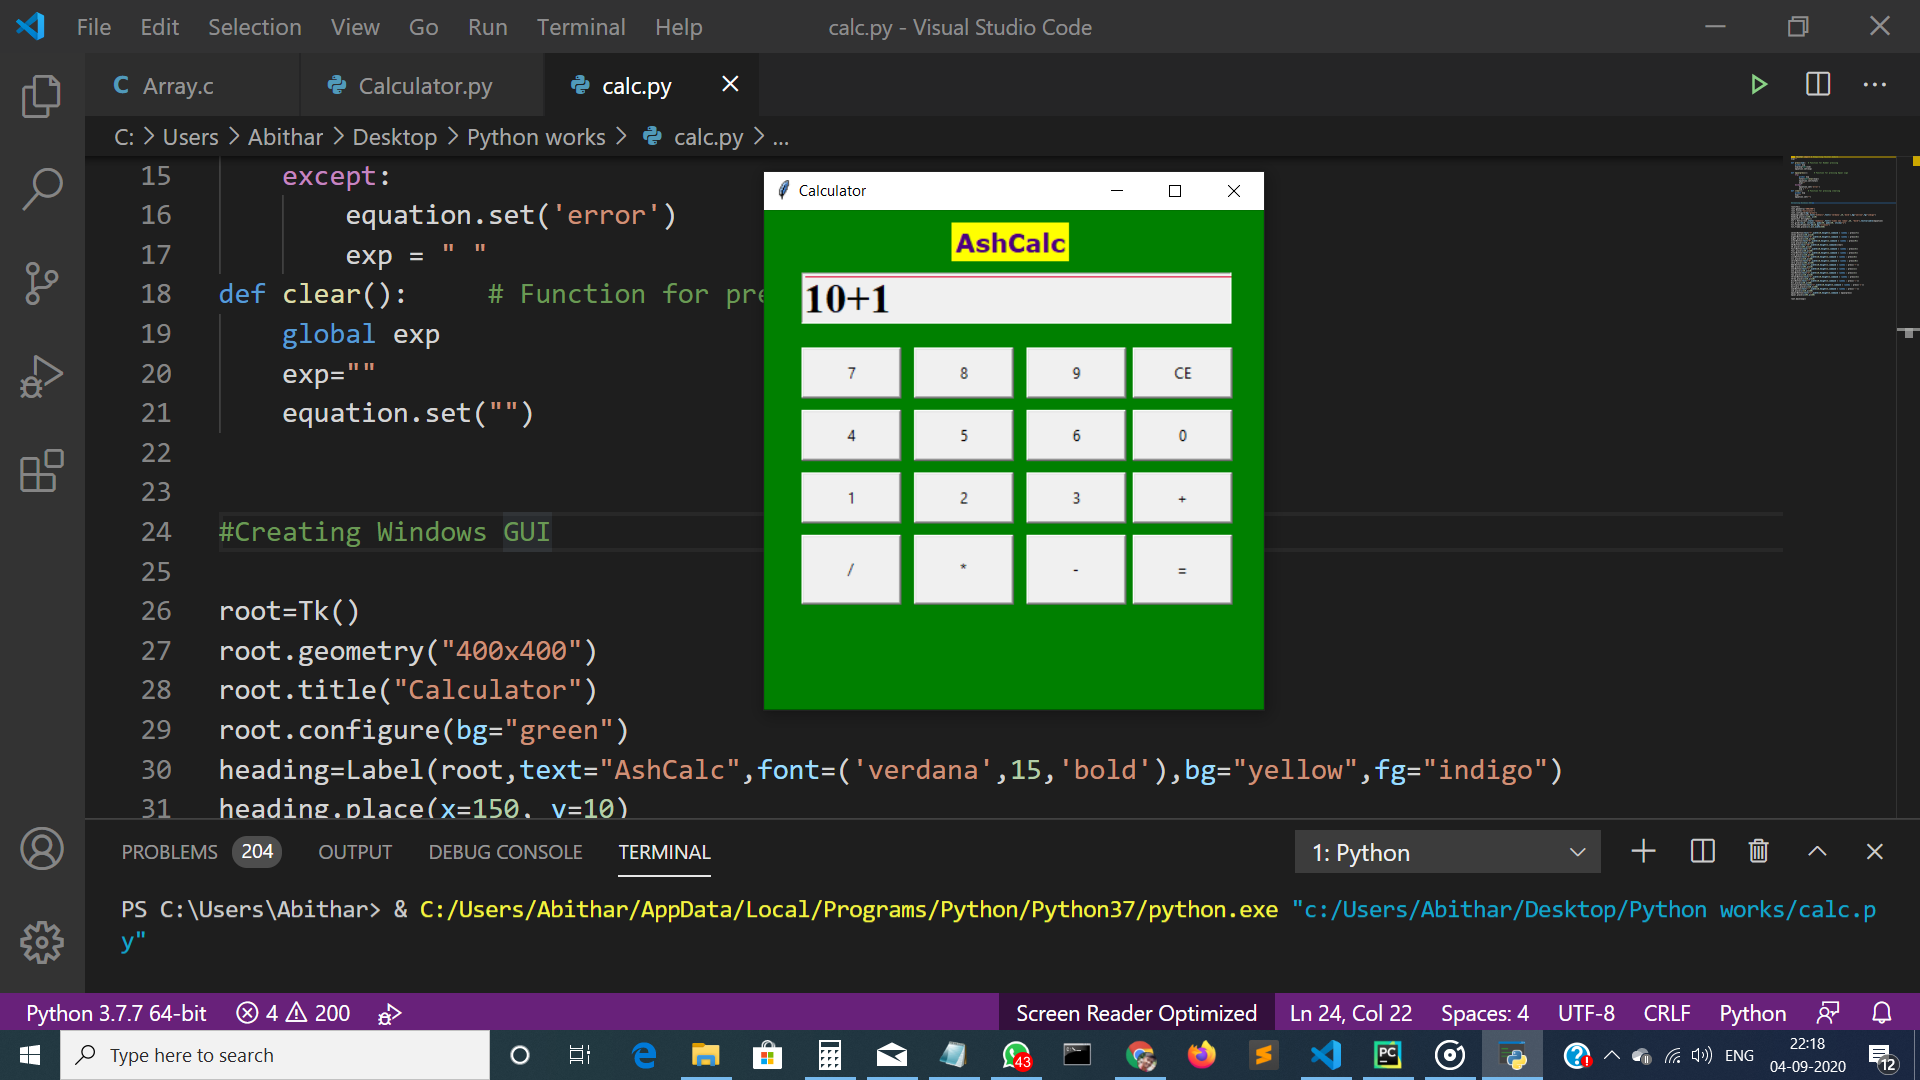 File Edit Selection View Go Run Terminal Help calc.py - Visual Studio Code
C Array.c Calculator.py calc.py
C: > Users > Abithar > Desktop > Python works > calc.py > ...
15 except:
16 equation.set('error')
17 exp = " "
18 def clear(): # Function for pre
19 global exp
20 exp=""
21 equation.set("")
22
23
24 #Creating Windows GUI
25
26 root=Tk()
27 root.geometry("400x400")
28 root.title("Calculator")
29 root.configure(bg="green")
30 heading=Label(root,text="AshCalc",font=('verdana',15,'bold'),bg="yellow",fg="indigo")
31 heading.place(x=150, y=10)
Calculator
AshCalc
10+1
7 8 9 CE
4 5 6 0
1 2 3 +
/ * - =
PROBLEMS 204 OUTPUT DEBUG CONSOLE TERMINAL 1: Python
PS C:\Users\Abithar> & C:/Users/Abithar/AppData/Local/Programs/Python/Python37/python.exe "c:/Users/Abithar/Desktop/Python works/calc.p
y"
Python 3.7.7 64-bit 4 200 Screen Reader Optimized Ln 24, Col 22 Spaces: 4 UTF-8 CRLF Python
Type here to search 43 PC ENG 22:18
04-09-2020 12